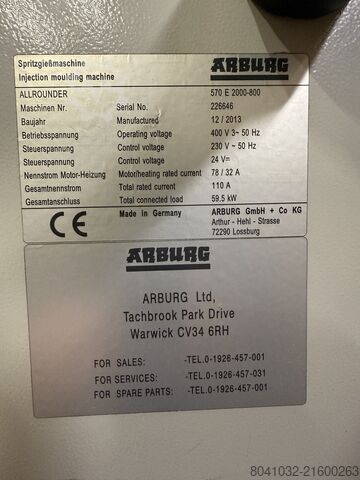 Spritzgießmaschine
Injection moulding machine
ARBURG
ALLROUNDER 570 E 2000-800
Maschinen Nr. Serial No. 226646
Baujahr Manufactured 12 / 2013
Betriebsspannung Operating voltage 400 V 3~ 50 Hz
Steuerspannung Control voltage 230 V ~ 50 Hz
Steuerspannung Control voltage 24 V=
Nennstrom Motor-Heizung Motor/heating rated current 78 / 32 A
Gesamtnennstrom Total rated current 110 A
Gesamtanschluss Total connected load 59.5 kW
CE Made in Germany ARBURG GmbH + Co KG
Arthur - Hehl - Strasse
72290 Lossburg
ARBURG
ARBURG Ltd,
Tachbrook Park Drive
Warwick CV34 6RH
FOR SALES: -TEL.0-1926-457-001
FOR SERVICES: -TEL.0-1926-457-031
FOR SPARE PARTS: -TEL.0-1926-457-001
8041032-21600263